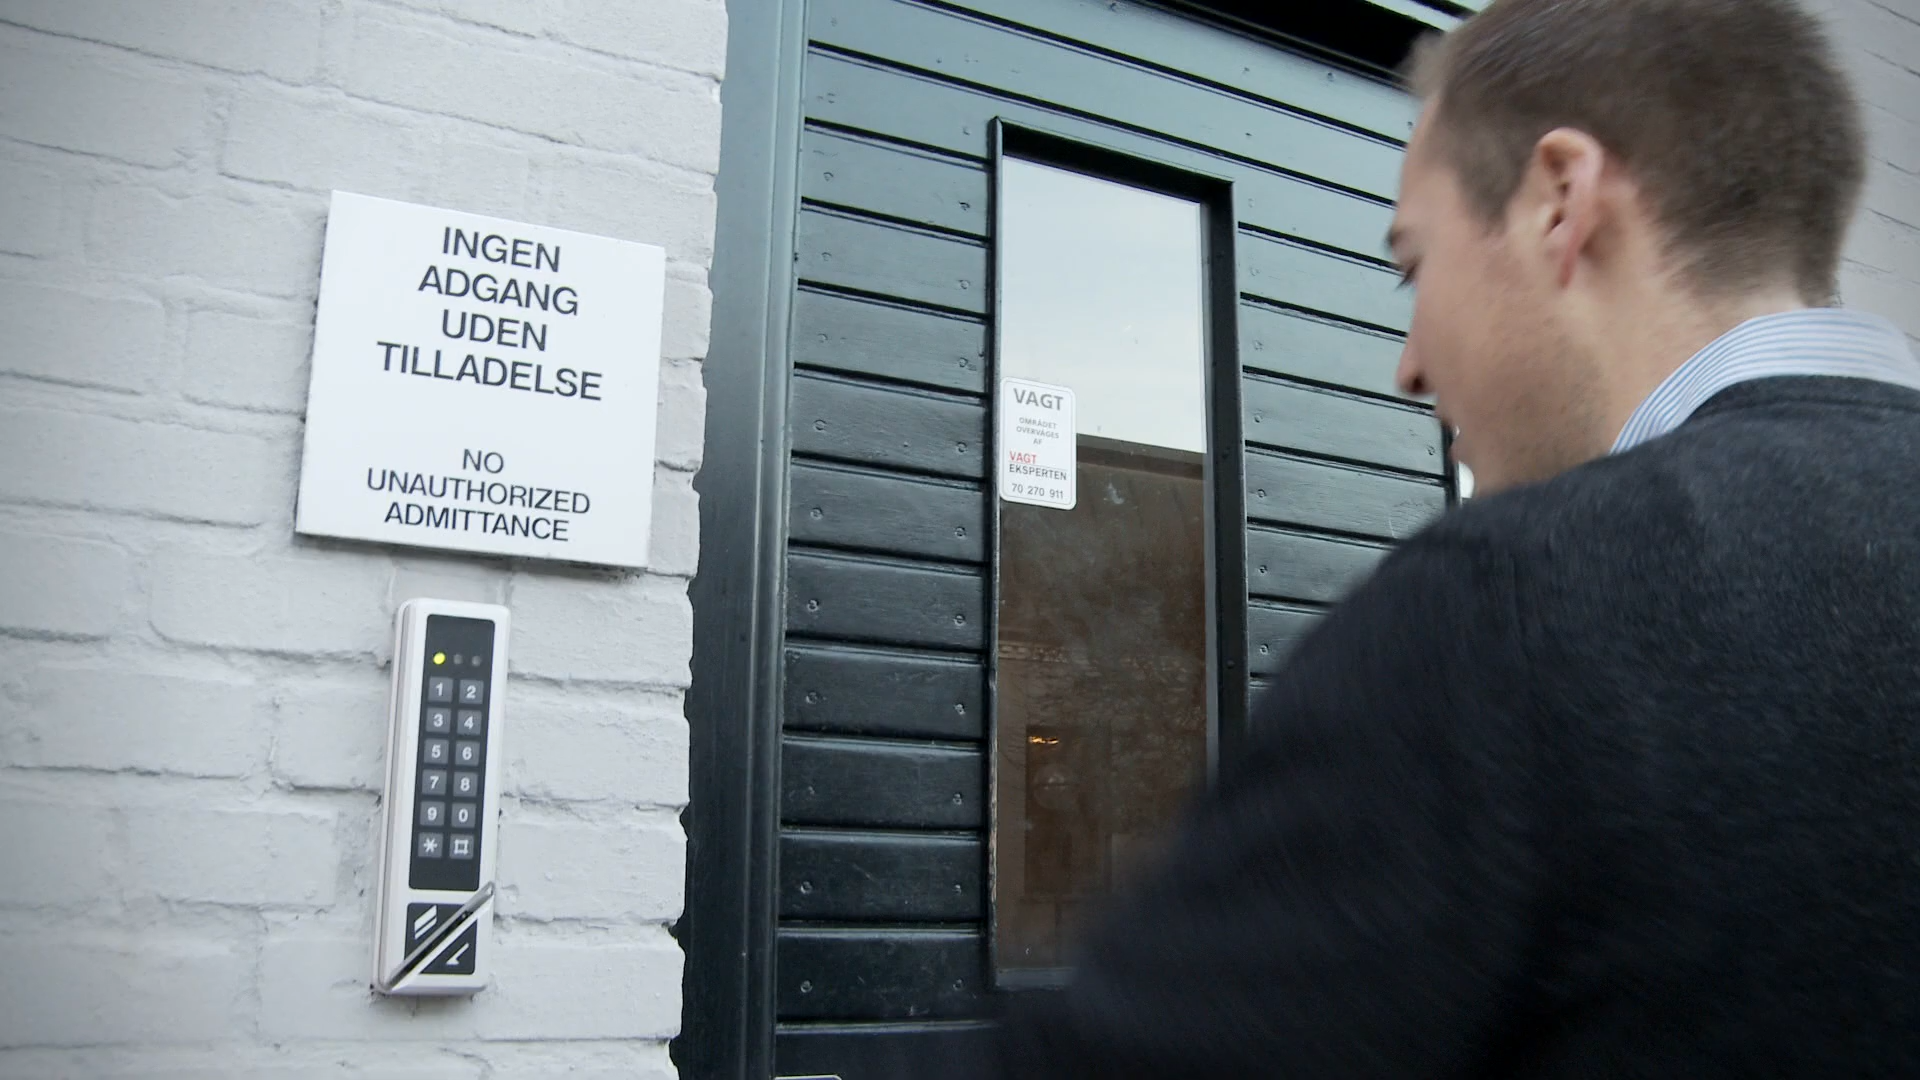 INGEN
ADGANG
UDEN
TILLADELSE
NO
UNAUTHORIZED
ADMITTANCE
VAGT
OMRÅDET
OVERVÅGES
AF
VAGT
EKSPERTEN
70 270 911
1 2
3 4
5 6
7 8
9 0
* #